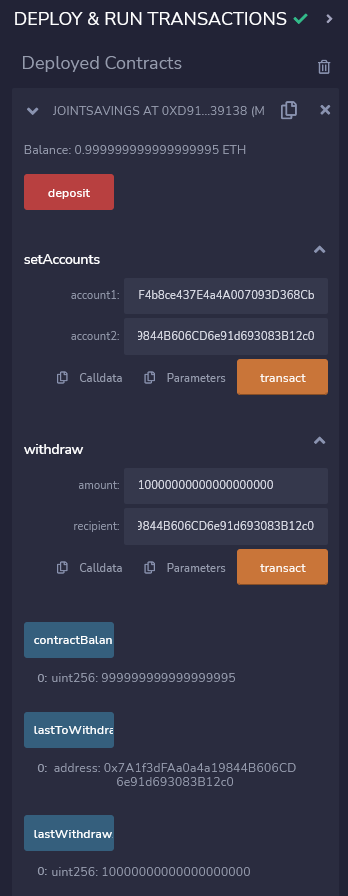 DEPLOY & RUN TRANSACTIONS
Deployed Contracts
JOINTSAVINGS AT 0XD91...39138 (M
Balance: 0.999999999999999995 ETH
deposit
setAccounts
account1: F4b8ce437E4a4A007093D368Cb
account2: 9844B606CD6e91d693083B12c0
Calldata Parameters transact
withdraw
amount: 10000000000000000000
recipient: 9844B606CD6e91d693083B12c0
Calldata Parameters transact
contractBalan
0: uint256: 999999999999999995
lastToWithdra
0: address: 0x7A1f3dFAa0a4a19844B606CD
6e91d693083B12c0
lastWithdraw
0: uint256: 10000000000000000000